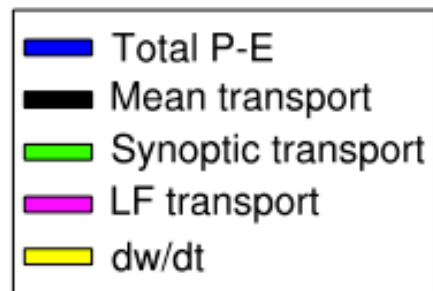 Total P-E
Mean transport
Synoptic transport
LF transport
dw/dt